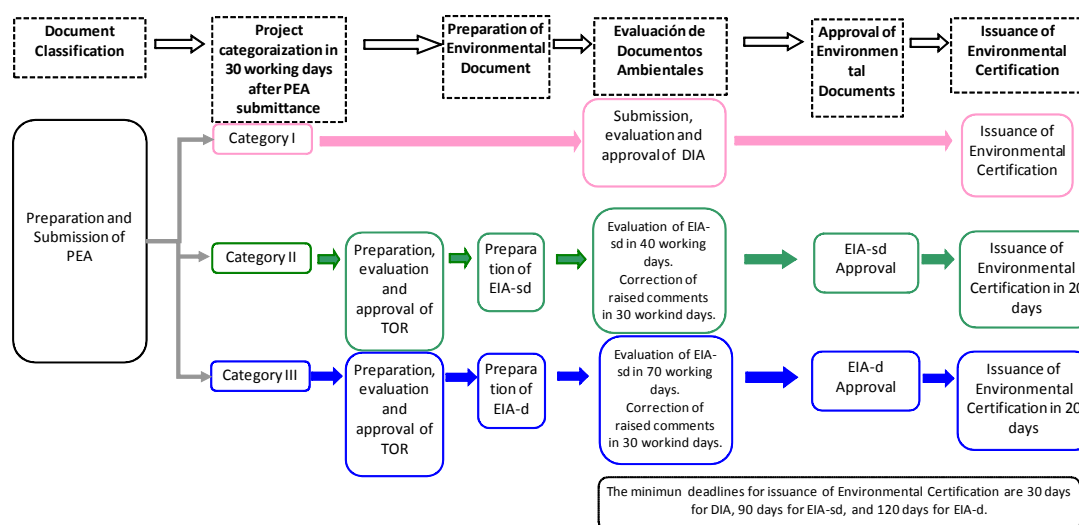 Document
Classification
Project
categoraization in
30 working days
after PEA
submittance
Preparation of
Environmental
Document
Evaluación de
Documentos
Ambientales
Approval of
Environmen
tal
Documents
Issuance of
Environmental
Certification
Preparation and
Submission of
PEA
Category I
Submission,
evaluation and
approval of DIA
Issuance of
Environmental
Certification
Category II
Preparation,
evaluation
and
approval of
TOR
Prepara
tion of
EIA-sd
Evaluation of EIA-
sd in 40 working
days.
Correction of
raised comments
in 30 workind days.
EIA-sd
Approval
Issuance of
Environmental
Certification in 20
days
Category III
Preparation,
evaluation
and
approval of
TOR
Prepara
tion of
EIA-d
Evaluation of EIA-
sd in 70 working
days.
Correction of
raised comments
in 30 workind days.
EIA-d
Approval
Issuance of
Environmental
Certification in 20
days
The minimun deadlines for issuance of Environmental Certification are 30 days
for DIA, 90 days for EIA-sd, and 120 days for EIA-d.